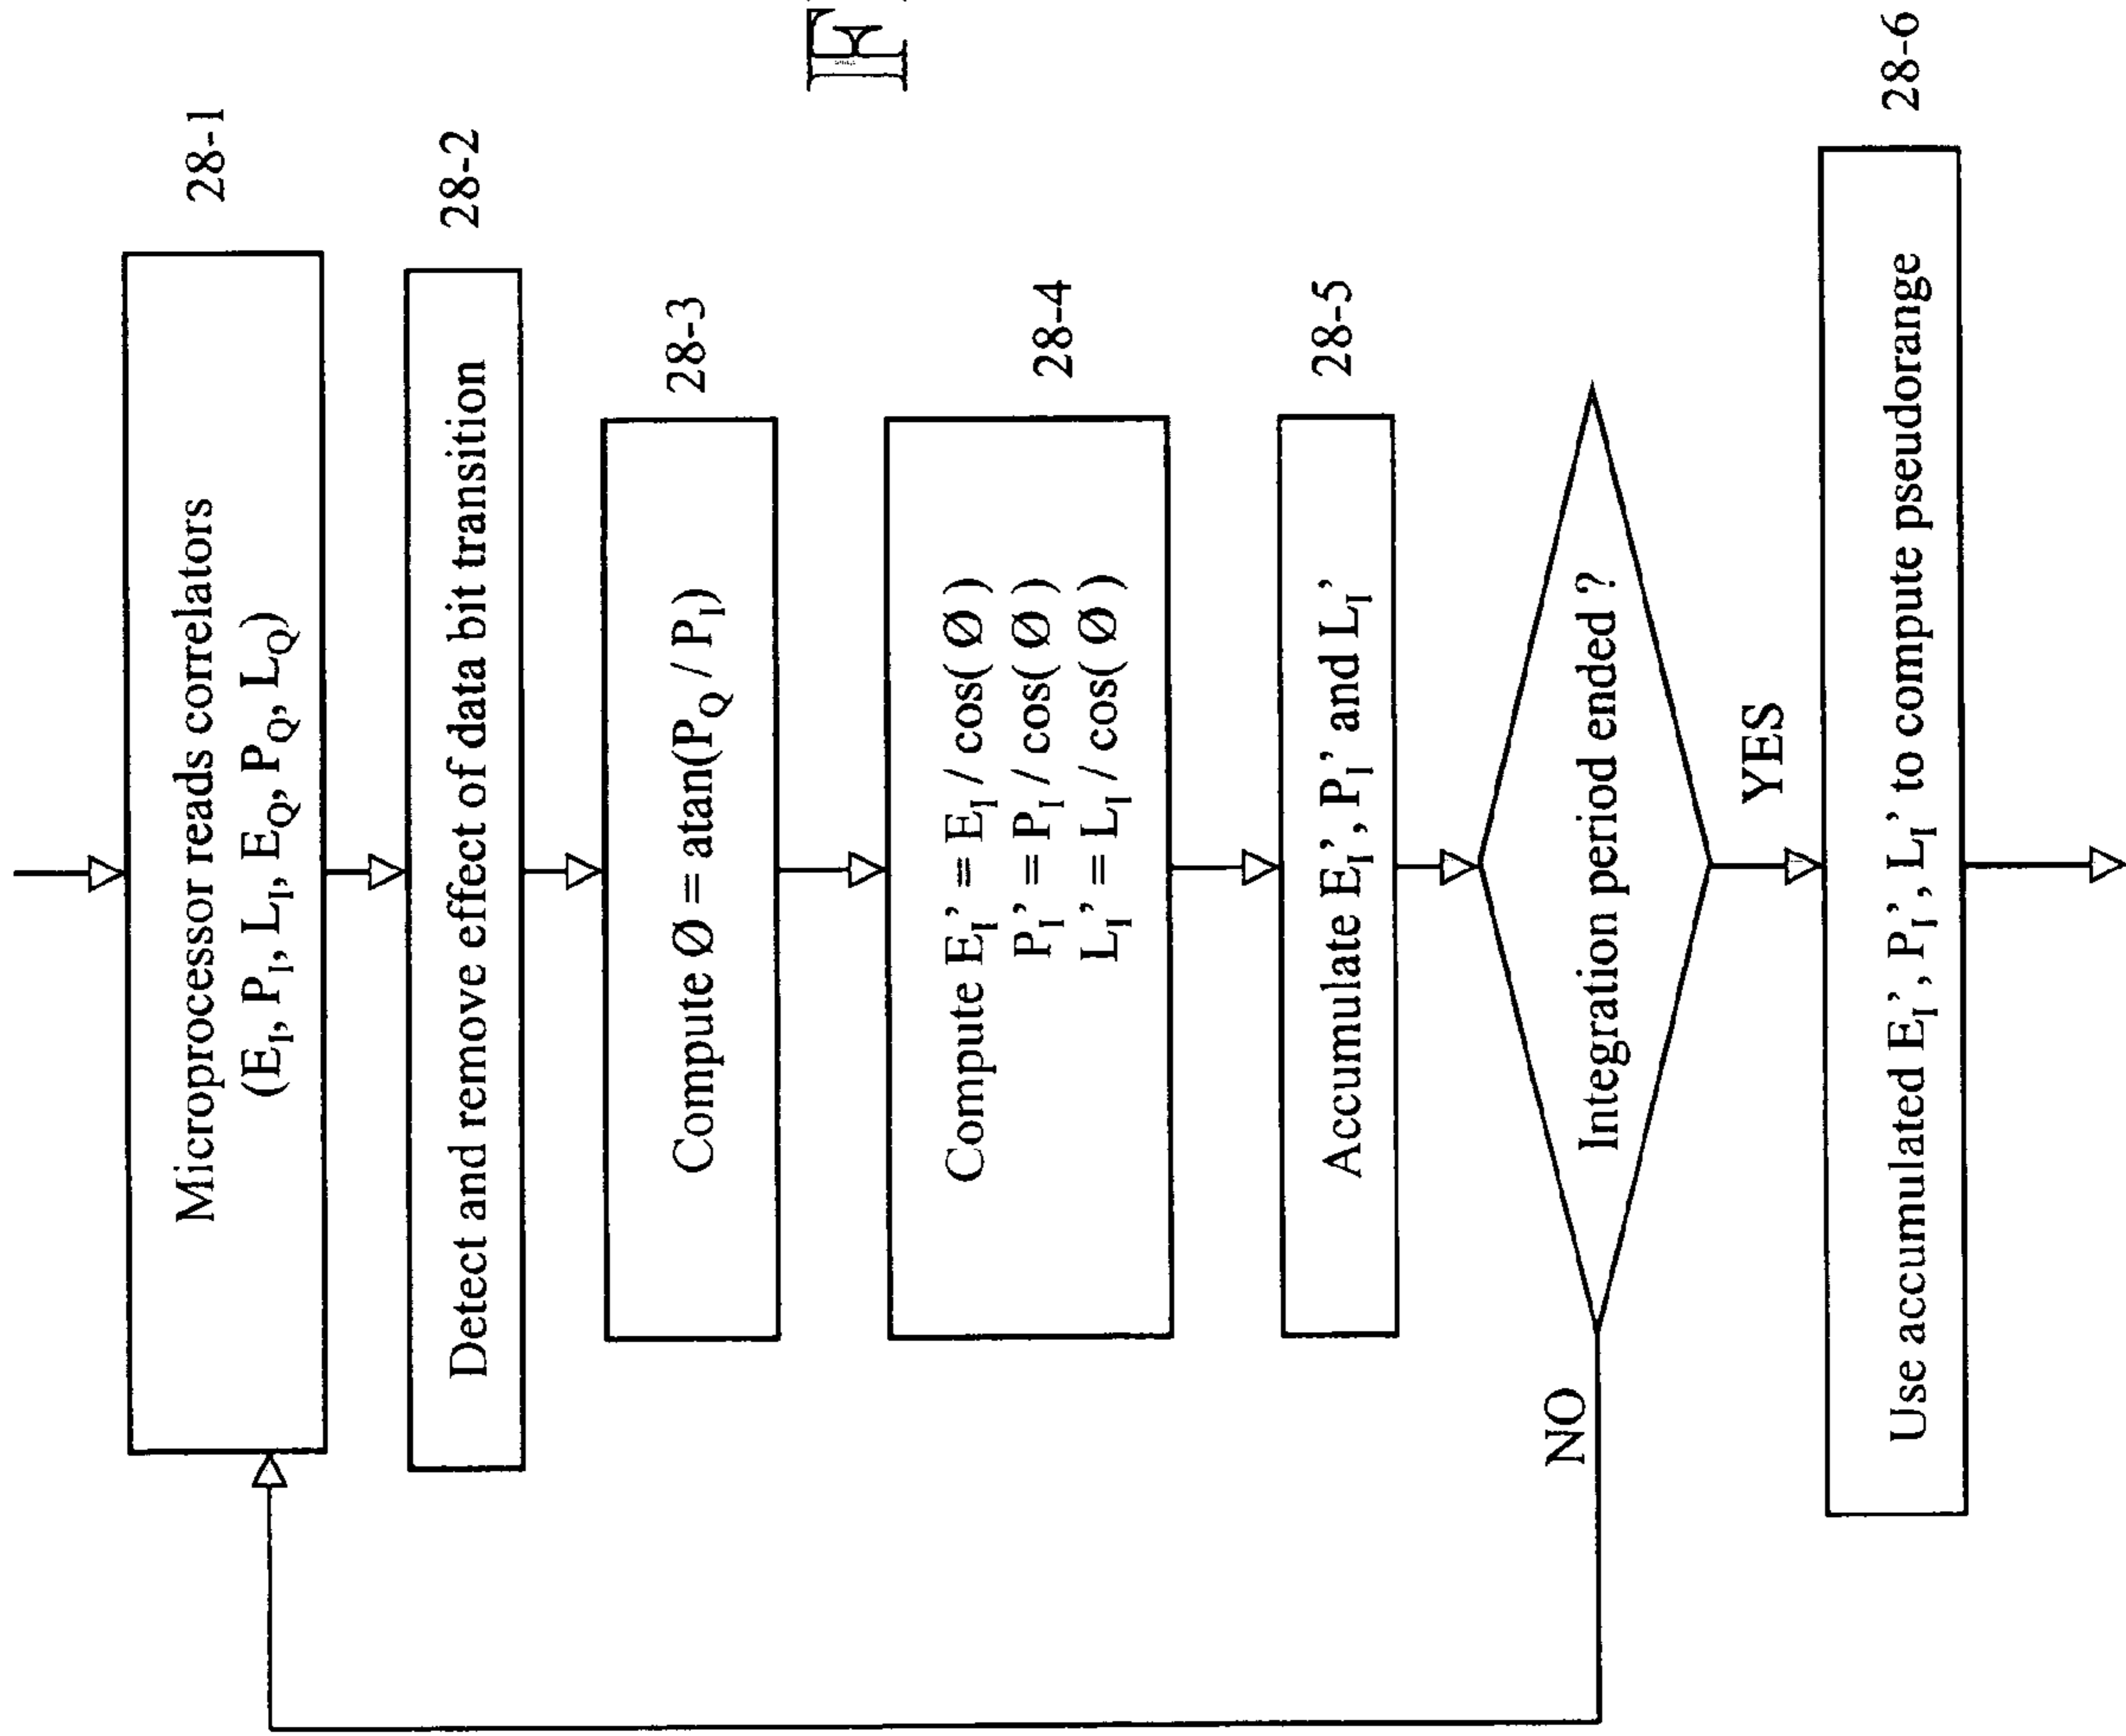 28-1
Microprocessor reads correlators
(E_I, P_I, L_I, E_Q, P_Q, L_Q)
28-2
Detect and remove effect of data bit transition
28-3
Compute Ø = atan(P_Q / P_I)
28-4
Compute E_I' = E_I / cos( Ø )
P_I' = P_I / cos( Ø )
L_I' = L_I / cos( Ø )
28-5
Accumulate E_I', P_I' and L_I'
Integration period ended ?
NO
YES
28-6
Use accumulated E_I', P_I', L_I' to compute pseudorange
F